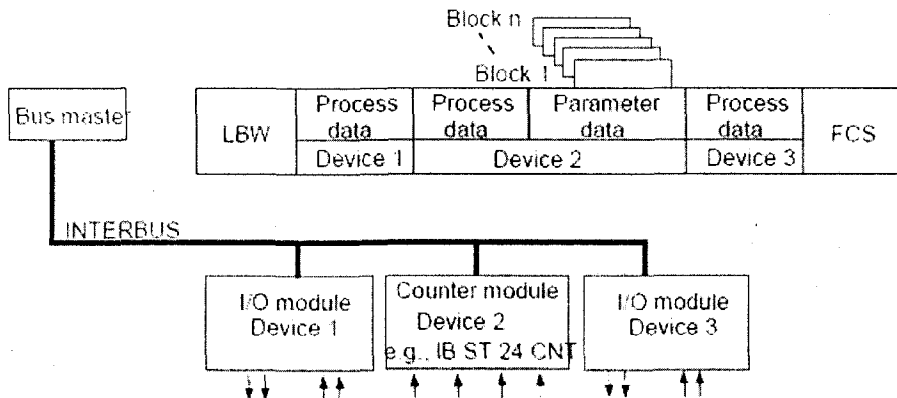 Block n
Block 1
Bus master
LBW
Process data
Process data
Parameter data
Process data
FCS
Device 1
Device 2
Device 3
INTERBUS
I/O module
Device 1
Counter module
Device 2
e.g., IB ST 24 CNT
I/O module
Device 3